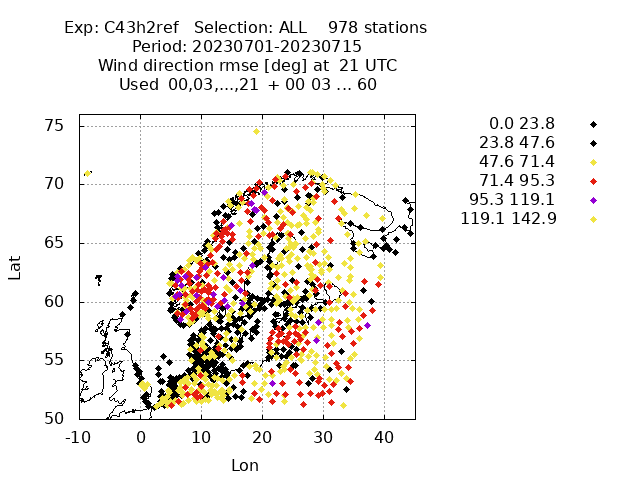 Exp: C43h2ref   Selection: ALL    978 stations
Period: 20230701-20230715
Wind direction rmse [deg] at  21 UTC
Used  00,03,...,21  + 00 03 ... 60
0.0 23.8
23.8 47.6
47.6 71.4
71.4 95.3
95.3 119.1
119.1 142.9
Lat
75
70
65
60
55
50
-10 0 10 20 30 40
Lon